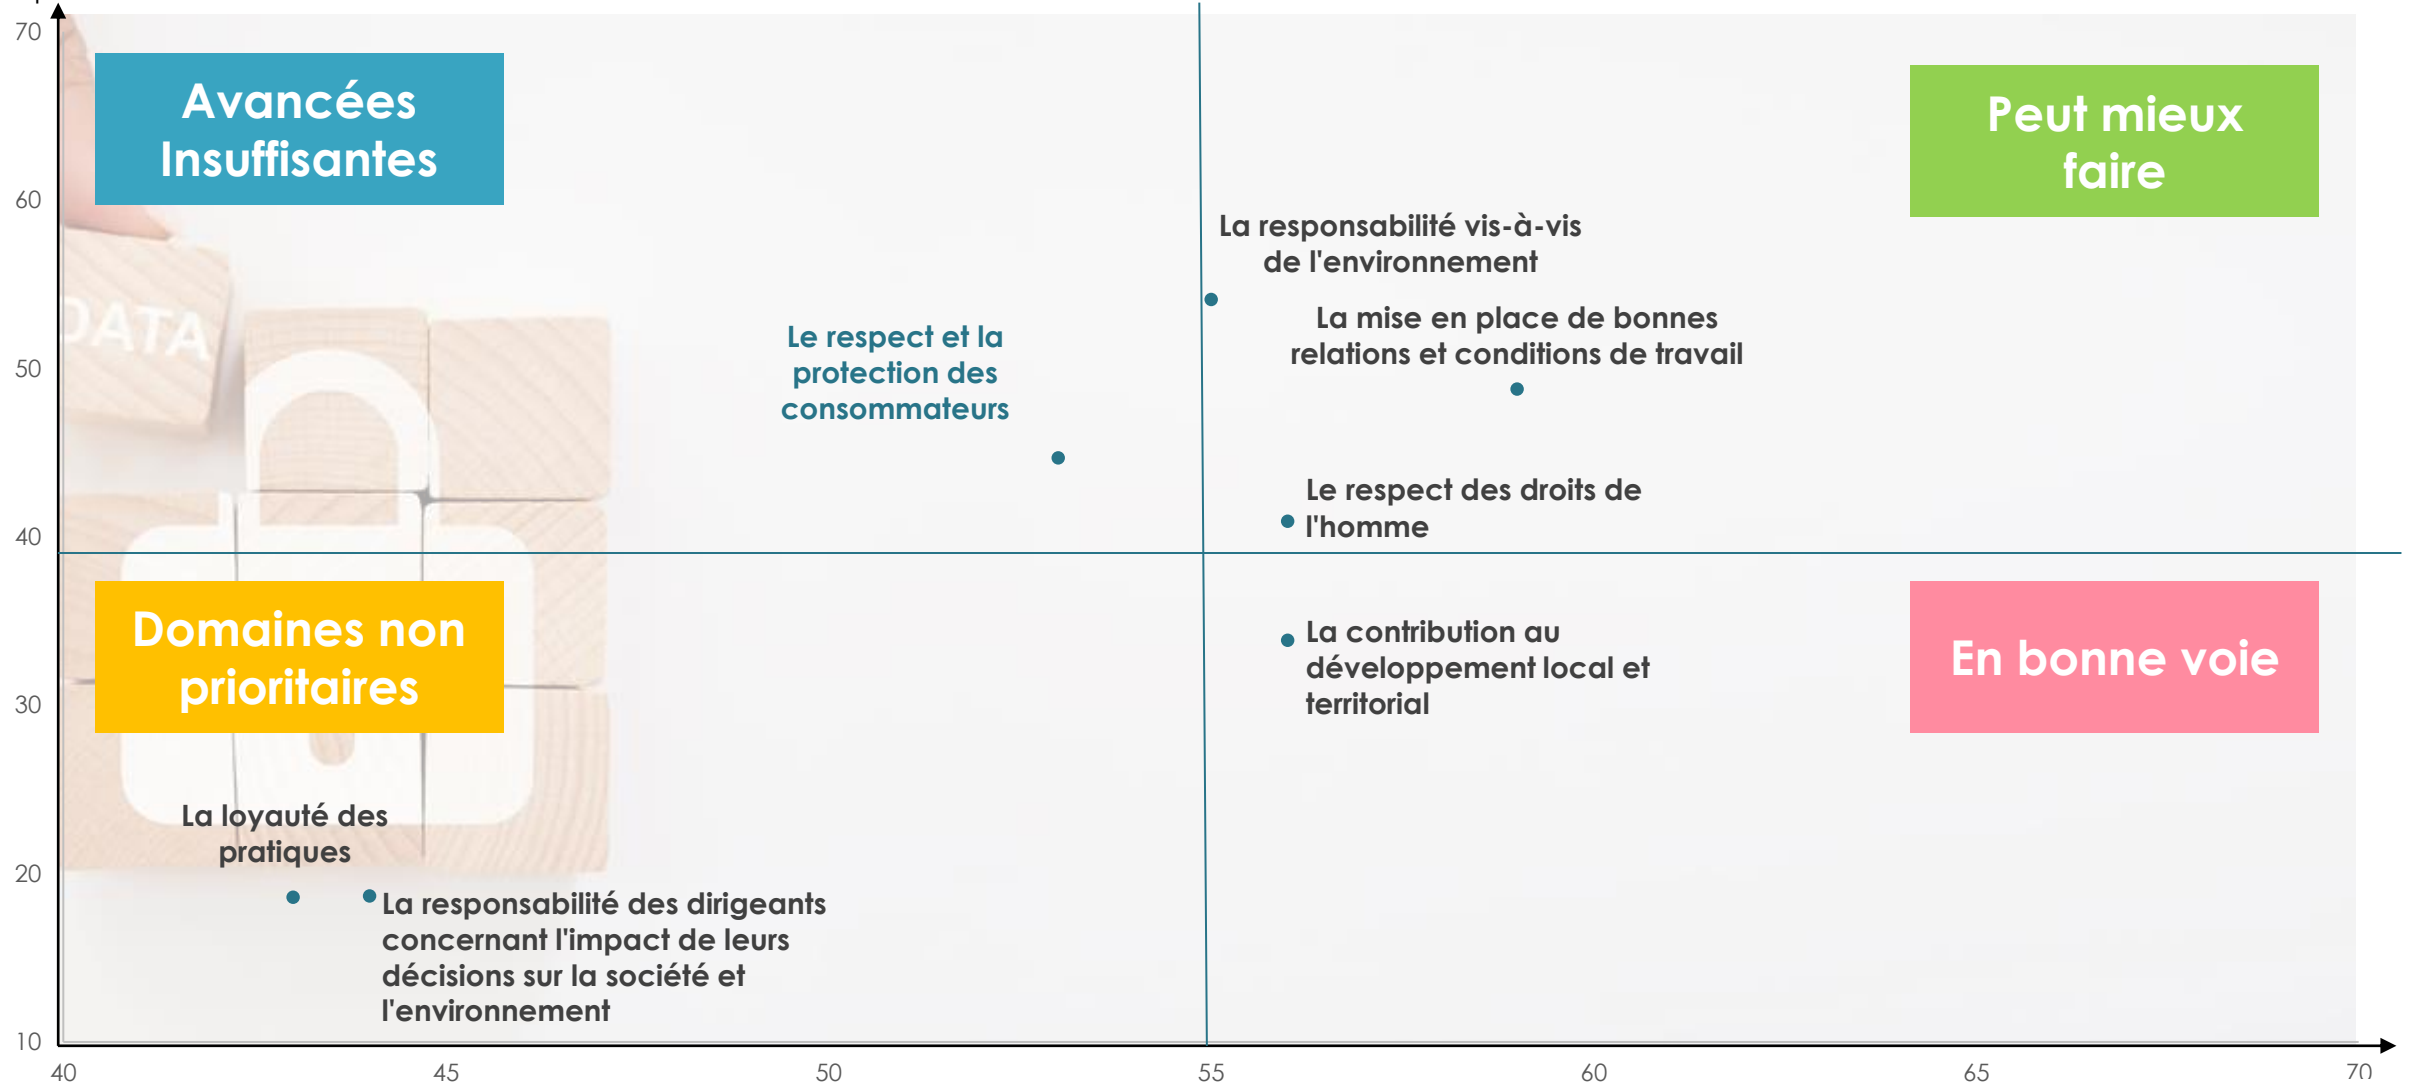 70
Avancées
Insuffisantes
Peut mieux
faire
60
La responsabilité vis-à-vis
de l'environnement
DATA
La mise en place de bonnes
relations et conditions de travail
Le respect et la
protection des
consommateurs
50
Le respect des droits de
l'homme
40
Domaines non
prioritaires
La contribution au
développement local et
territorial
En bonne voie
30
La loyauté des
pratiques
20
La responsabilité des dirigeants
concernant l'impact de leurs
décisions sur la société et
l'environnement
10
40 45 50 55 60 65 70